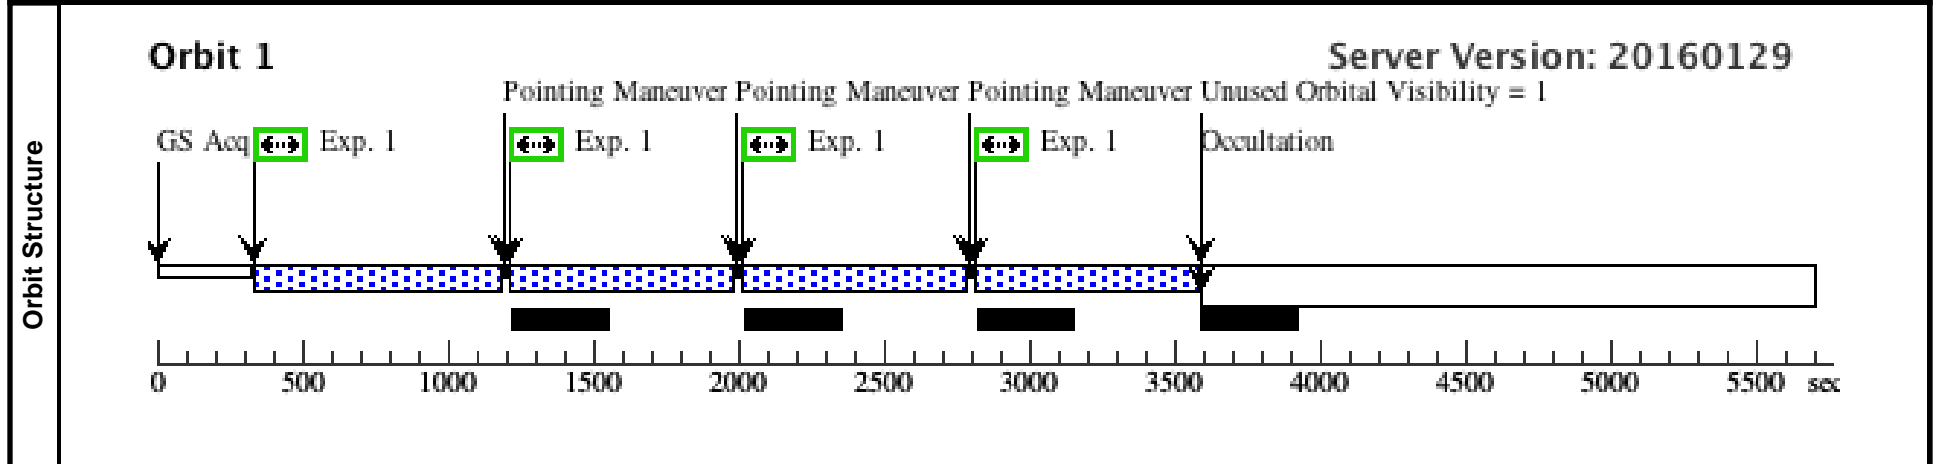 Orbit Structure
Orbit 1 Server Version: 20160129
Pointing Maneuver Pointing Maneuver Pointing Maneuver Unused Orbital Visibility = 1
GS Acq Exp. 1 Exp. 1 Exp. 1 Exp. 1 Occultation
0 500 1000 1500 2000 2500 3000 3500 4000 4500 5000 5500 sec